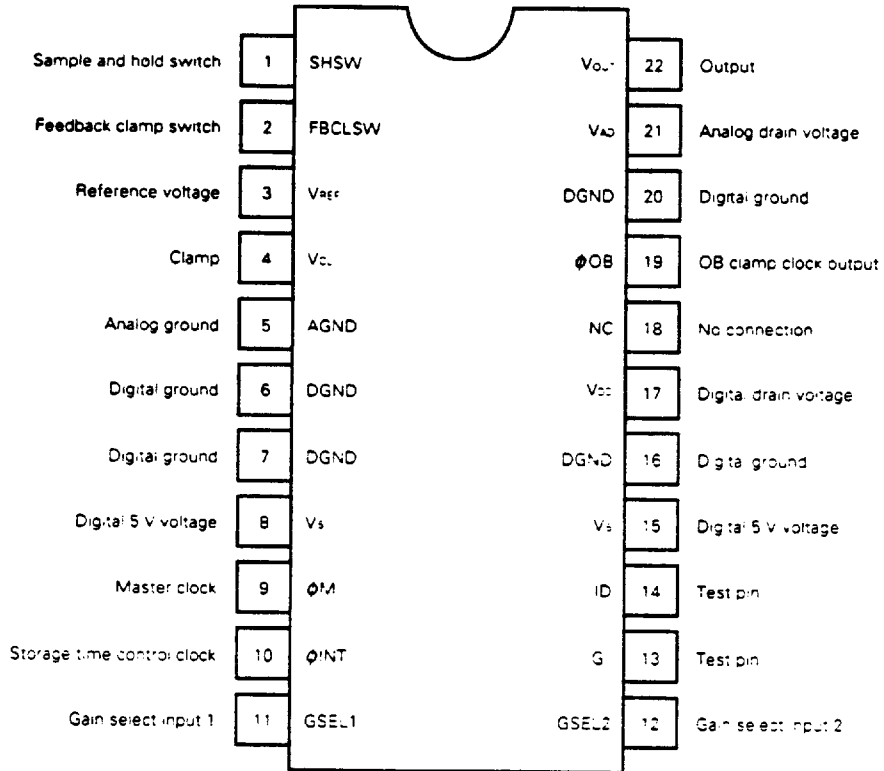 Sample and hold switch 1 SHSW VOUT 22 Output
Feedback clamp switch 2 FBCLSW VAD 21 Analog drain voltage
Reference voltage 3 VREF DGND 20 Digital ground
Clamp 4 VCL ϕOB 19 OB clamp clock output
Analog ground 5 AGND NC 18 No connection
Digital ground 6 DGND VDD 17 Digital drain voltage
Digital ground 7 DGND DGND 16 Digital ground
Digital 5 V voltage 8 V5 V5 15 Digital 5 V voltage
Master clock 9 ϕM ID 14 Test pin
Storage time control clock 10 ϕINT G 13 Test pin
Gain select input 1 11 GSEL1 GSEL2 12 Gain select input 2